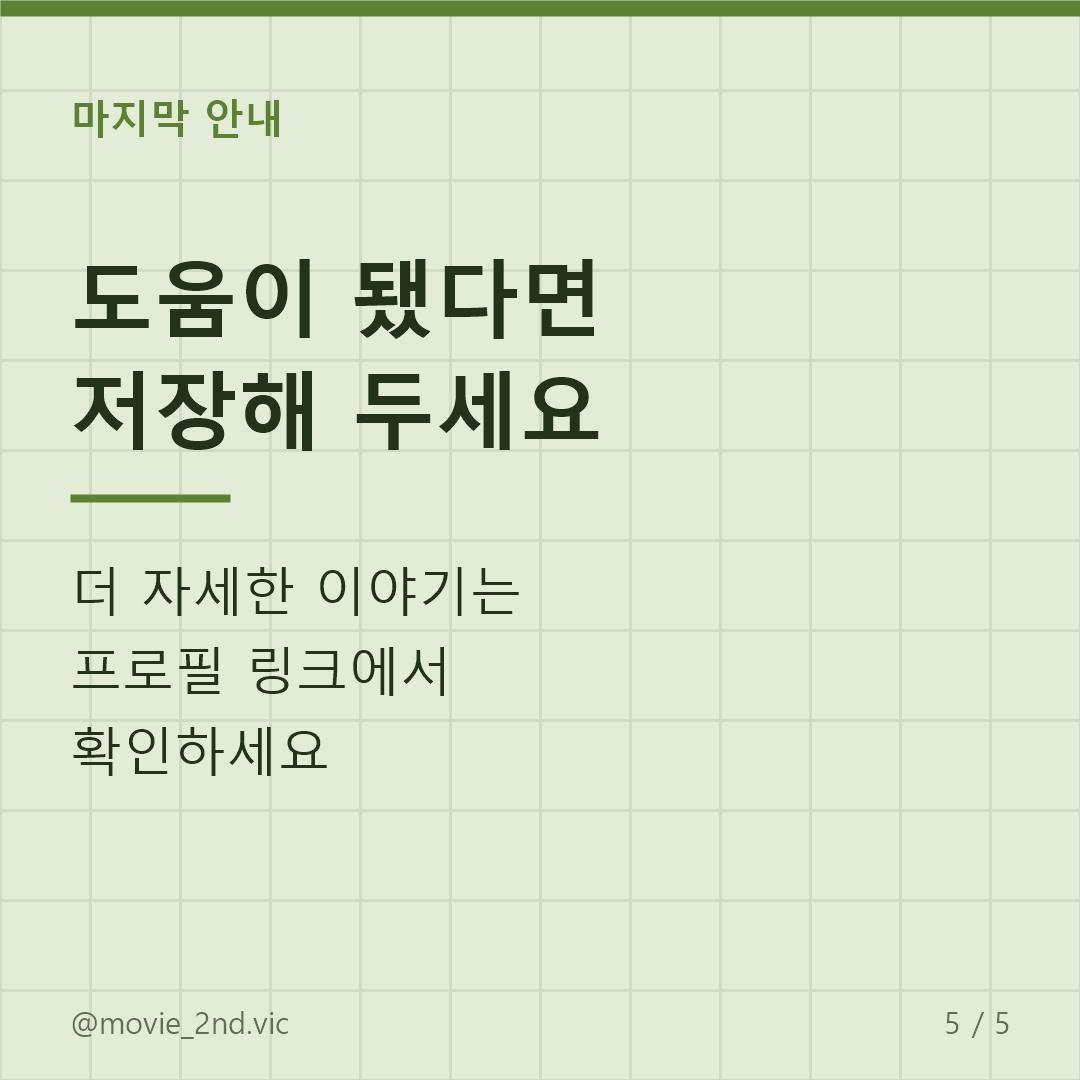 마지막 안내
도움이 됐다면
저장해 두세요
더 자세한 이야기는
프로필 링크에서
확인하세요
@movie_2nd.vic
5 / 5